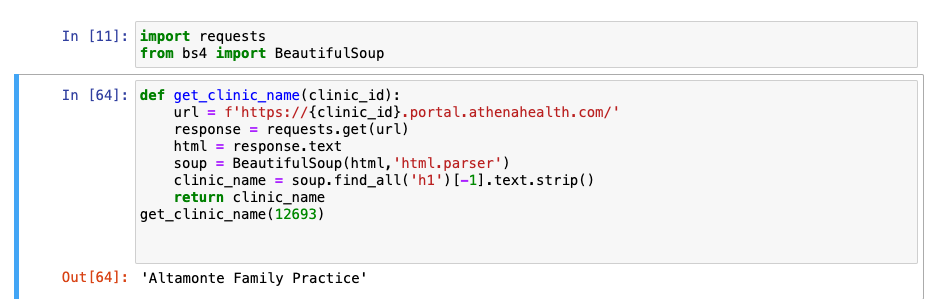 In [11]: import requests
from bs4 import BeautifulSoup
In [64]: def get_clinic_name(clinic_id):
    url = f'https://{clinic_id}.portal.athenahealth.com/'
    response = requests.get(url)
    html = response.text
    soup = BeautifulSoup(html,'html.parser')
    clinic_name = soup.find_all('h1')[-1].text.strip()
    return clinic_name
get_clinic_name(12693)
Out[64]: 'Altamonte Family Practice'